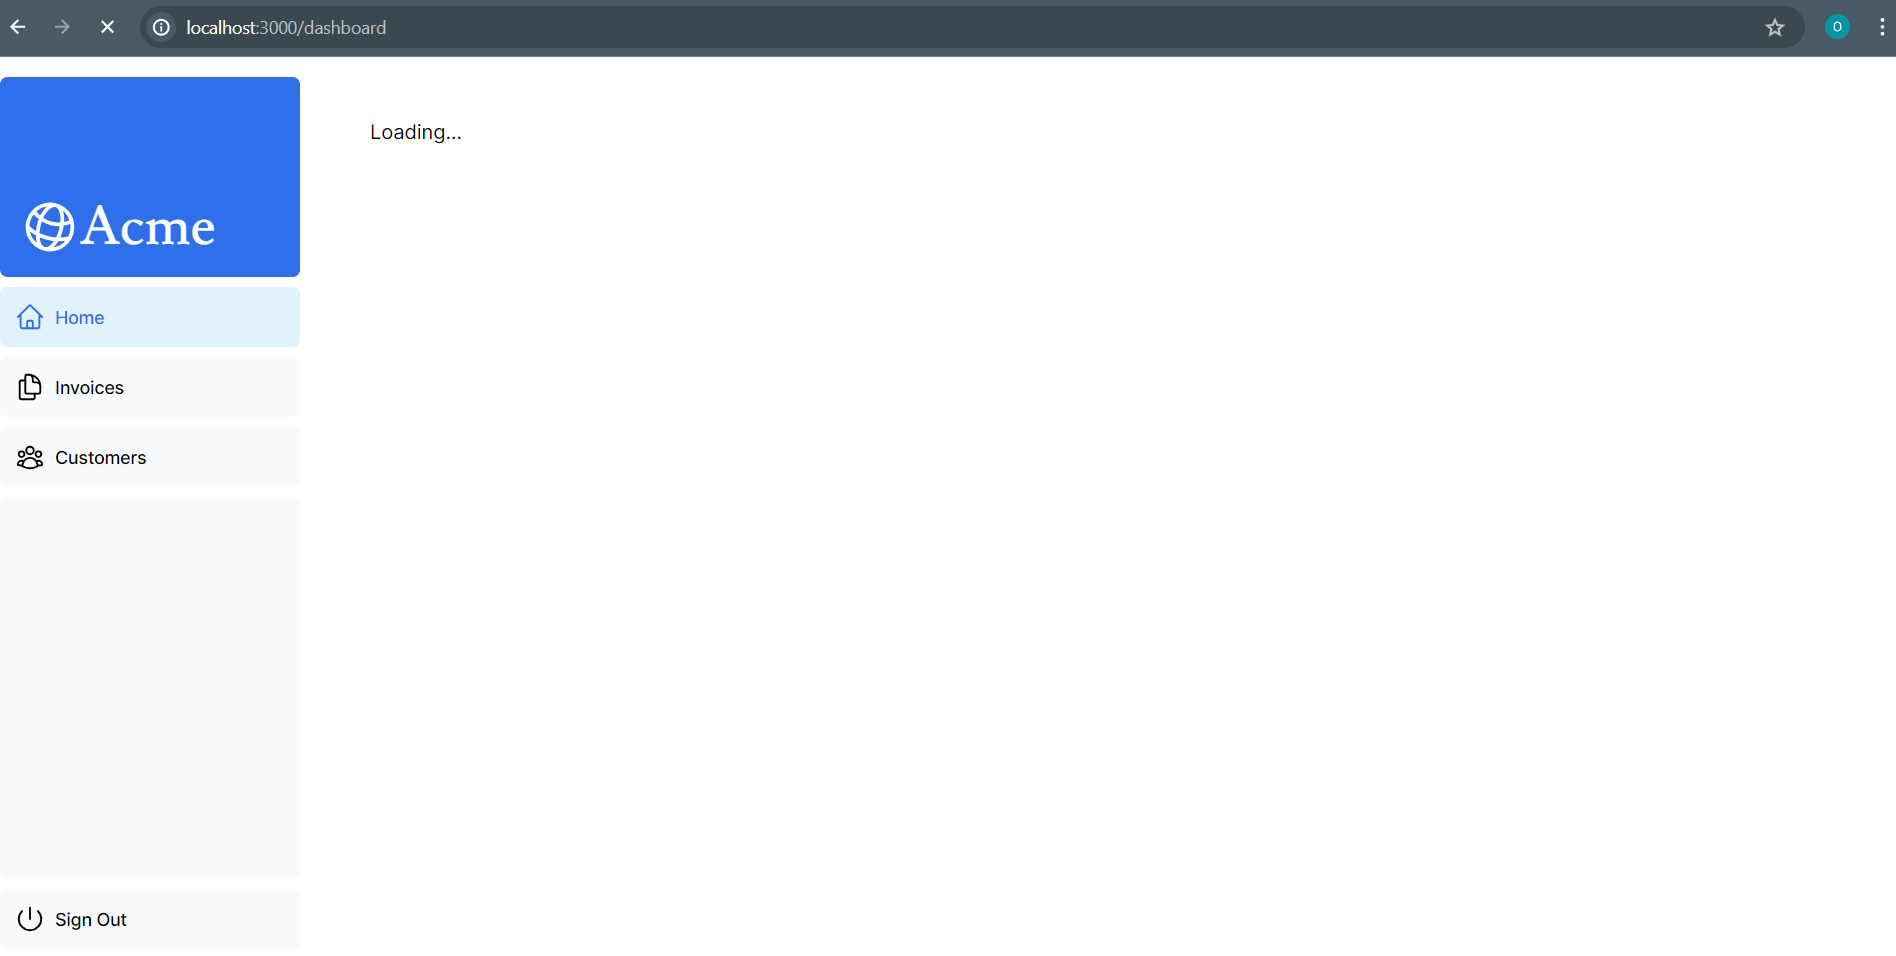 localhost:3000/dashboard
O
Acme
Loading...
Home
Invoices
Customers
Sign Out